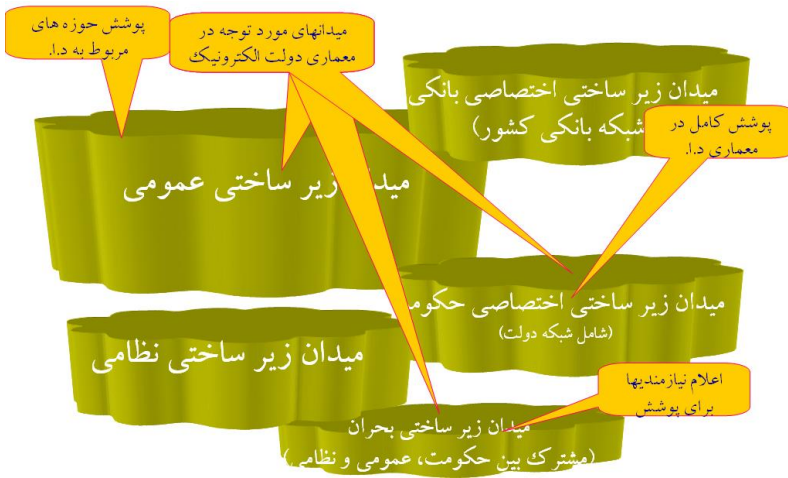 پوشش حوزه های
مربوط به د.ا.
میدانهای مورد توجه در
معماری دولت الکترونیک
میدان زیر ساختی اختصاصی بانکی
شبکه بانکی کشور)
پوشش کامل در
معماری د.ا.
میدان زیر ساختی عمومی
میدان زیر ساختی اختصاصی
(شامل شبکه دولت)
میدان زیر ساختی نظامی
اعلام نیازمندیها
برای پوشش
میدان زیر ساختی بحران
(مشترک بین حکومت، عمومی و نظامی)